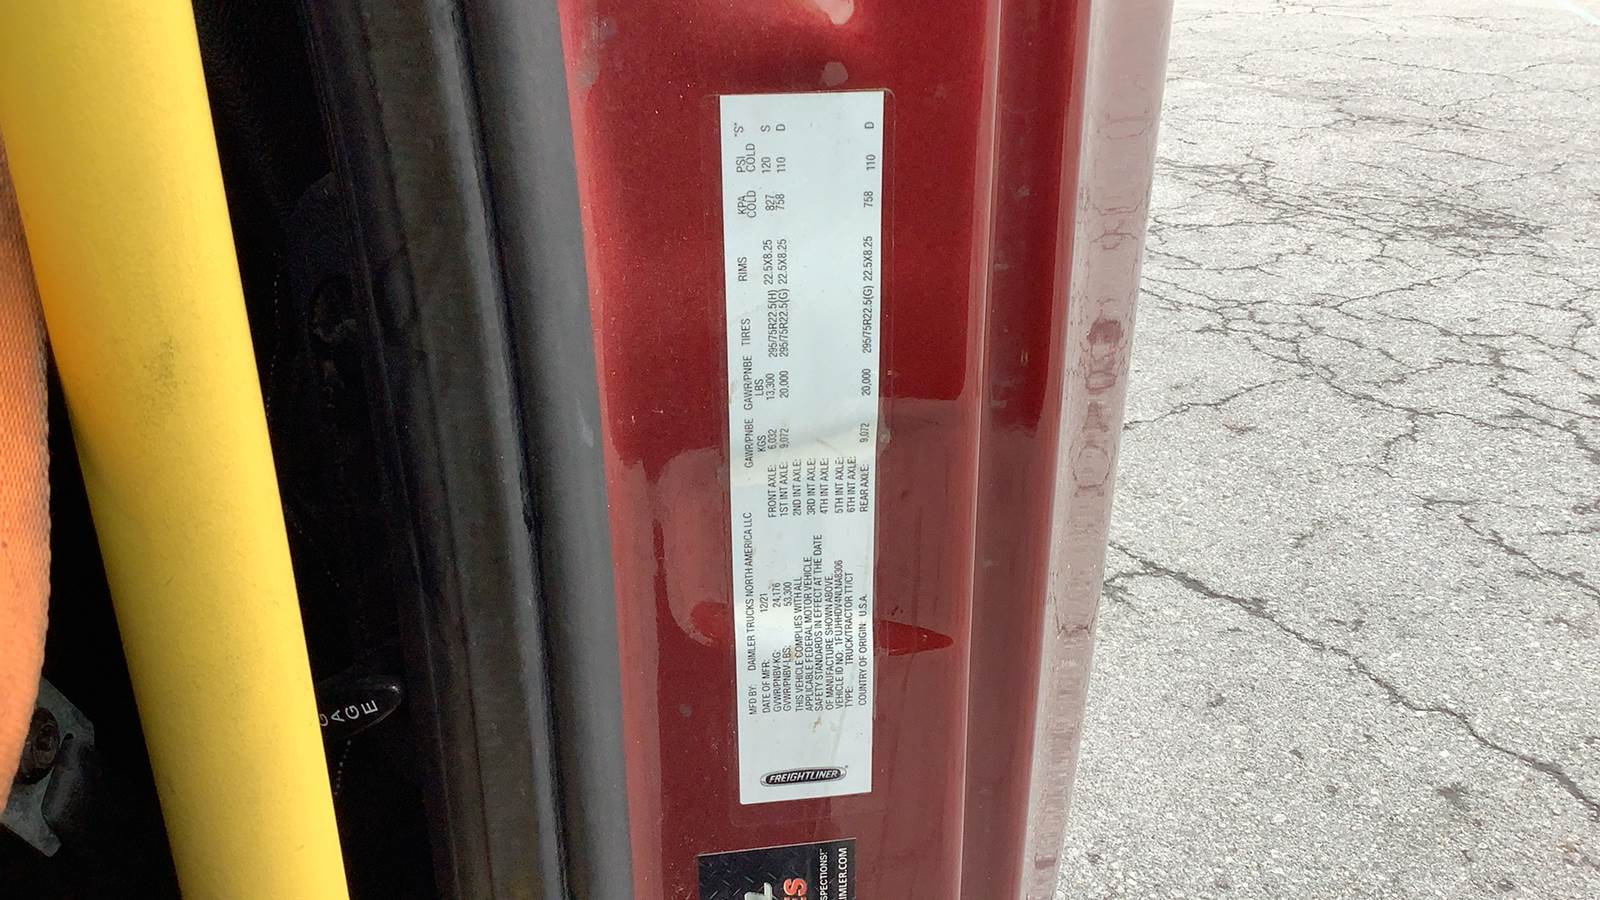 FREIGHTLINER
MFD BY: DAIMLER TRUCKS NORTH AMERICA LLC
DATE OF MFR: 12/21
GVWR/PNBV-KG: 24,176
GVWR/PNBV-LBS: 53,300
THIS VEHICLE COMPLIES WITH ALL
APPLICABLE FEDERAL MOTOR VEHICLE
SAFETY STANDARDS IN EFFECT AT THE DATE
OF MANUFACTURE SHOWN ABOVE.
VEHICLE ID NO: 1FUJHHDV4NLNA8306
TYPE: TRUCK/TRACTOR TT/CT
COUNTRY OF ORIGIN: U.S.A.
GAWR/PNBE GAWR/PNBE TIRES RIMS KPA PSI "S"
KGS LBS COLD COLD
FRONT AXLE: 6,032 13,300 295/75R22.5(H) 22.5X8.25 827 120 S
1ST INT AXLE: 9,072 20,000 295/75R22.5(G) 22.5X8.25 758 110 D
2ND INT AXLE:
3RD INT AXLE:
4TH INT AXLE:
5TH INT AXLE:
6TH INT AXLE:
REAR AXLE: 9,072 20,000 295/75R22.5(G) 22.5X8.25 758 110 D
AGE